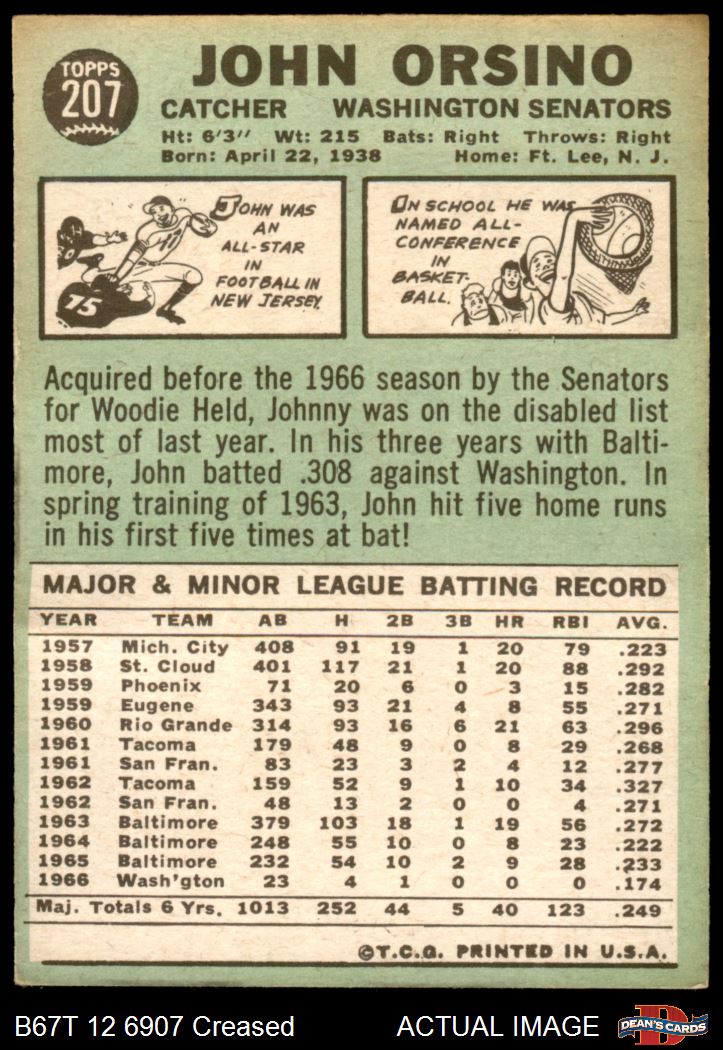 TOPPS
207
JOHN ORSINO
CATCHER WASHINGTON SENATORS
Ht: 6'3" Wt: 215 Bats: Right Throws: Right
Born: April 22, 1938 Home: Ft. Lee, N. J.
JOHN WAS
AN
ALL-STAR
IN
FOOTBALL IN
NEW JERSEY.
11
15
IN SCHOOL HE WAS
NAMED ALL-
CONFERENCE
IN
BASKET-
BALL.
Acquired before the 1966 season by the Senators
for Woodie Held, Johnny was on the disabled list
most of last year. In his three years with Balti-
more, John batted .308 against Washington. In
spring training of 1963, John hit five home runs
in his first five times at bat!
MAJOR & MINOR LEAGUE BATTING RECORD
YEAR TEAM AB H 2B 3B HR RBI AVG.
1957 Mich. City 408 91 19 1 20 79 .223
1958 St. Cloud 401 117 21 1 20 88 .292
1959 Phoenix 71 20 6 0 3 15 .282
1959 Eugene 343 93 21 4 8 55 .271
1960 Rio Grande 314 93 16 6 21 63 .296
1961 Tacoma 179 48 9 0 8 29 .268
1961 San Fran. 83 23 3 2 4 12 .277
1962 Tacoma 159 52 9 1 10 34 .327
1962 San Fran. 48 13 2 0 0 4 .271
1963 Baltimore 379 103 18 1 19 56 .272
1964 Baltimore 248 55 10 0 8 23 .222
1965 Baltimore 232 54 10 2 9 28 .233
1966 Wash'gton 23 4 1 0 0 0 .174
Maj. Totals 6 Yrs. 1013 252 44 5 40 123 .249
©T.C.G. PRINTED IN U.S.A.
B67T 12 6907 Creased ACTUAL IMAGE
D
DEAN'S CARDS